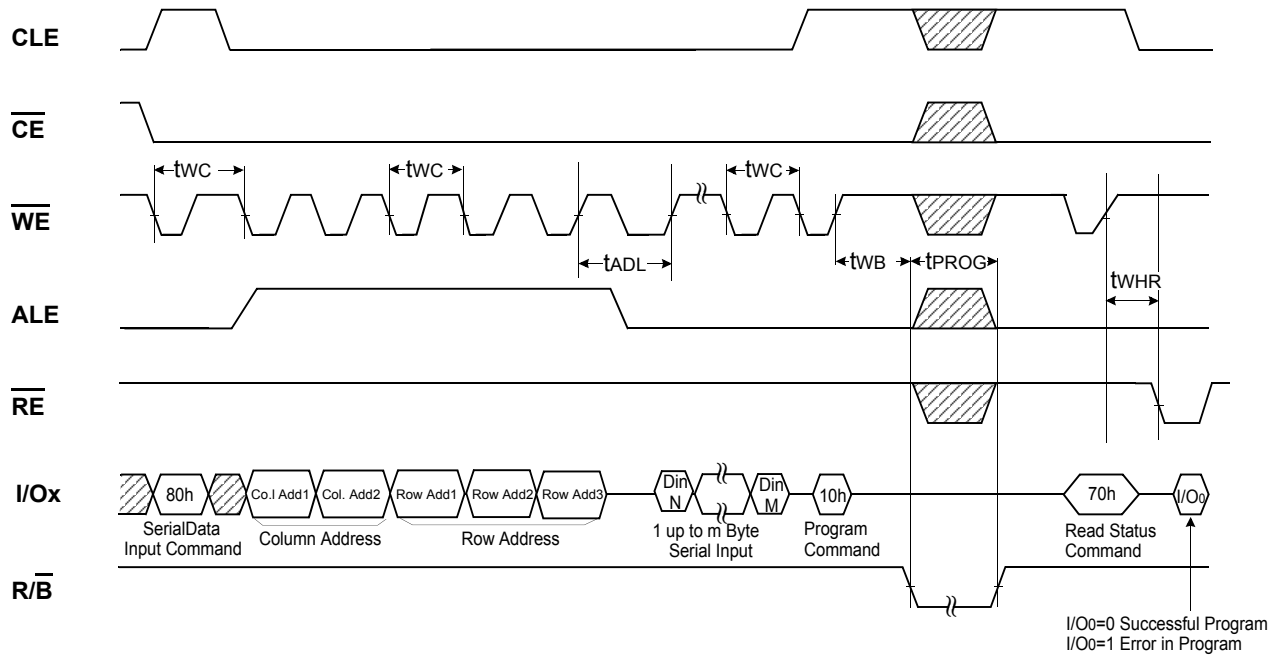 CLE
CE
tWC
tWC
tWC
WE
tADL
tWB
tPROG
tWHR
ALE
RE
I/Ox
80h
Co.l Add1
Col. Add2
Row Add1
Row Add2
Row Add3
Din
N
Din
M
10h
70h
I/O0
SerialData
Input Command
Column Address
Row Address
1 up to m Byte
Serial Input
Program
Command
Read Status
Command
R/B
I/O0=0 Successful Program
I/O0=1 Error in Program